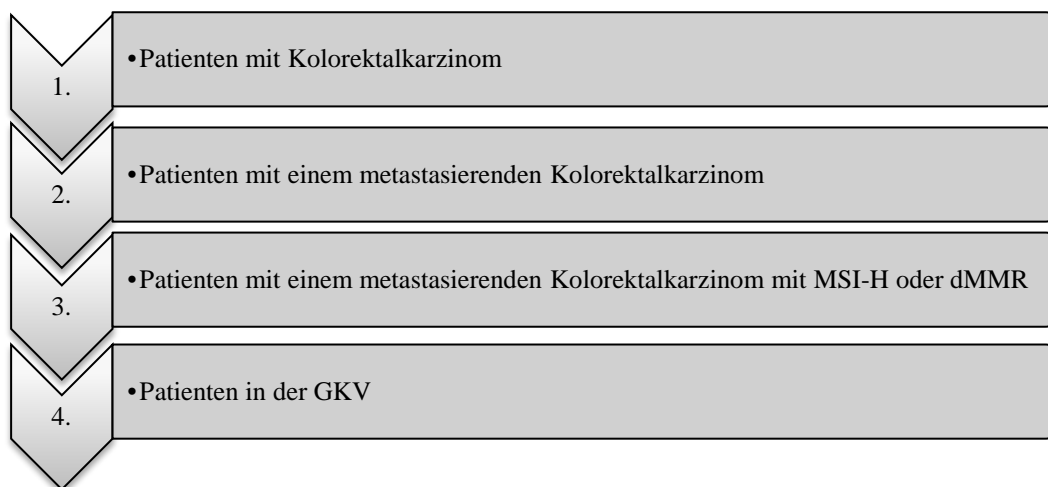 1.
•Patienten mit Kolorektalkarzinom
2.
•Patienten mit einem metastasierenden Kolorektalkarzinom
3.
•Patienten mit einem metastasierenden Kolorektalkarzinom mit MSI-H oder dMMR
4.
•Patienten in der GKV